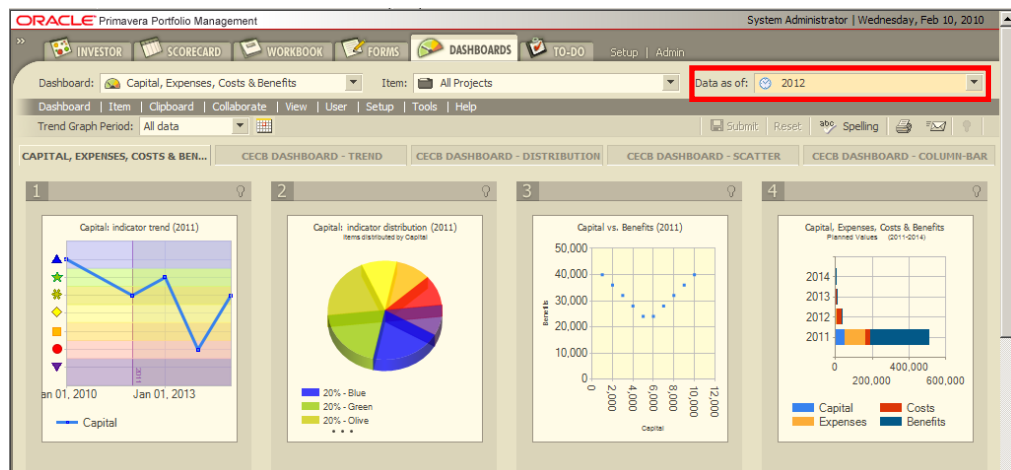 ORACLE Primavera Portfolio Management
System Administrator | Wednesday, Feb 10, 2010
» INVESTOR SCORECARD WORKBOOK FORMS DASHBOARDS TO-DO Setup | Admin
Dashboard: Capital, Expenses, Costs & Benefits Item: All Projects Data as of: 2012
Dashboard | Item | Clipboard | Collaborate | View | User | Setup | Tools | Help
Trend Graph Period: All data Submit Reset abc Spelling
CAPITAL, EXPENSES, COSTS & BEN... CECB DASHBOARD - TREND CECB DASHBOARD - DISTRIBUTION CECB DASHBOARD - SCATTER CECB DASHBOARD - COLUMN-BAR
1
Capital: indicator trend (2011)
2011
an 01, 2010 Jan 01, 2013
Capital
2
Capital: indicator distribution (2011)
Items distributed by Capital
20% - Blue
20% - Green
20% - Olive
• • •
3
Capital vs. Benefits (2011)
50,000
40,000
30,000
20,000
10,000
0
Benefits
0 2,000 4,000 6,000 8,000 10,000 12,000
Capital
4
Capital, Expenses, Costs & Benefits
Planned Values (2011-2014)
2014
2013
2012
2011
0 400,000
200,000 600,000
Capital Costs
Expenses Benefits